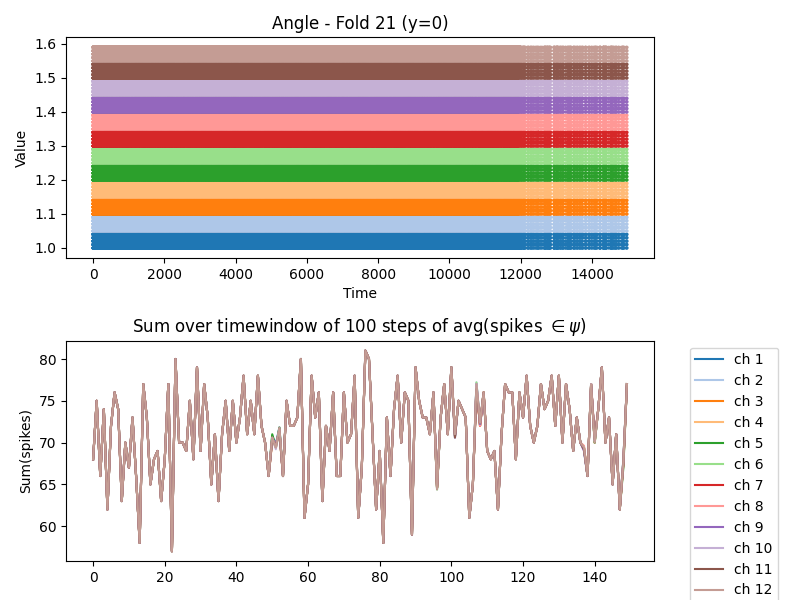 Angle - Fold 21 (y=0)
1.6
1.5
1.4
1.3
1.2
1.1
1.0
Value
0 2000 4000 6000 8000 10000 12000 14000
Time
Sum over timewindow of 100 steps of avg(spikes ∈ ψ)
80
75
70
65
60
Sum(spikes)
0 20 40 60 80 100 120 140
ch 1
ch 2
ch 3
ch 4
ch 5
ch 6
ch 7
ch 8
ch 9
ch 10
ch 11
ch 12